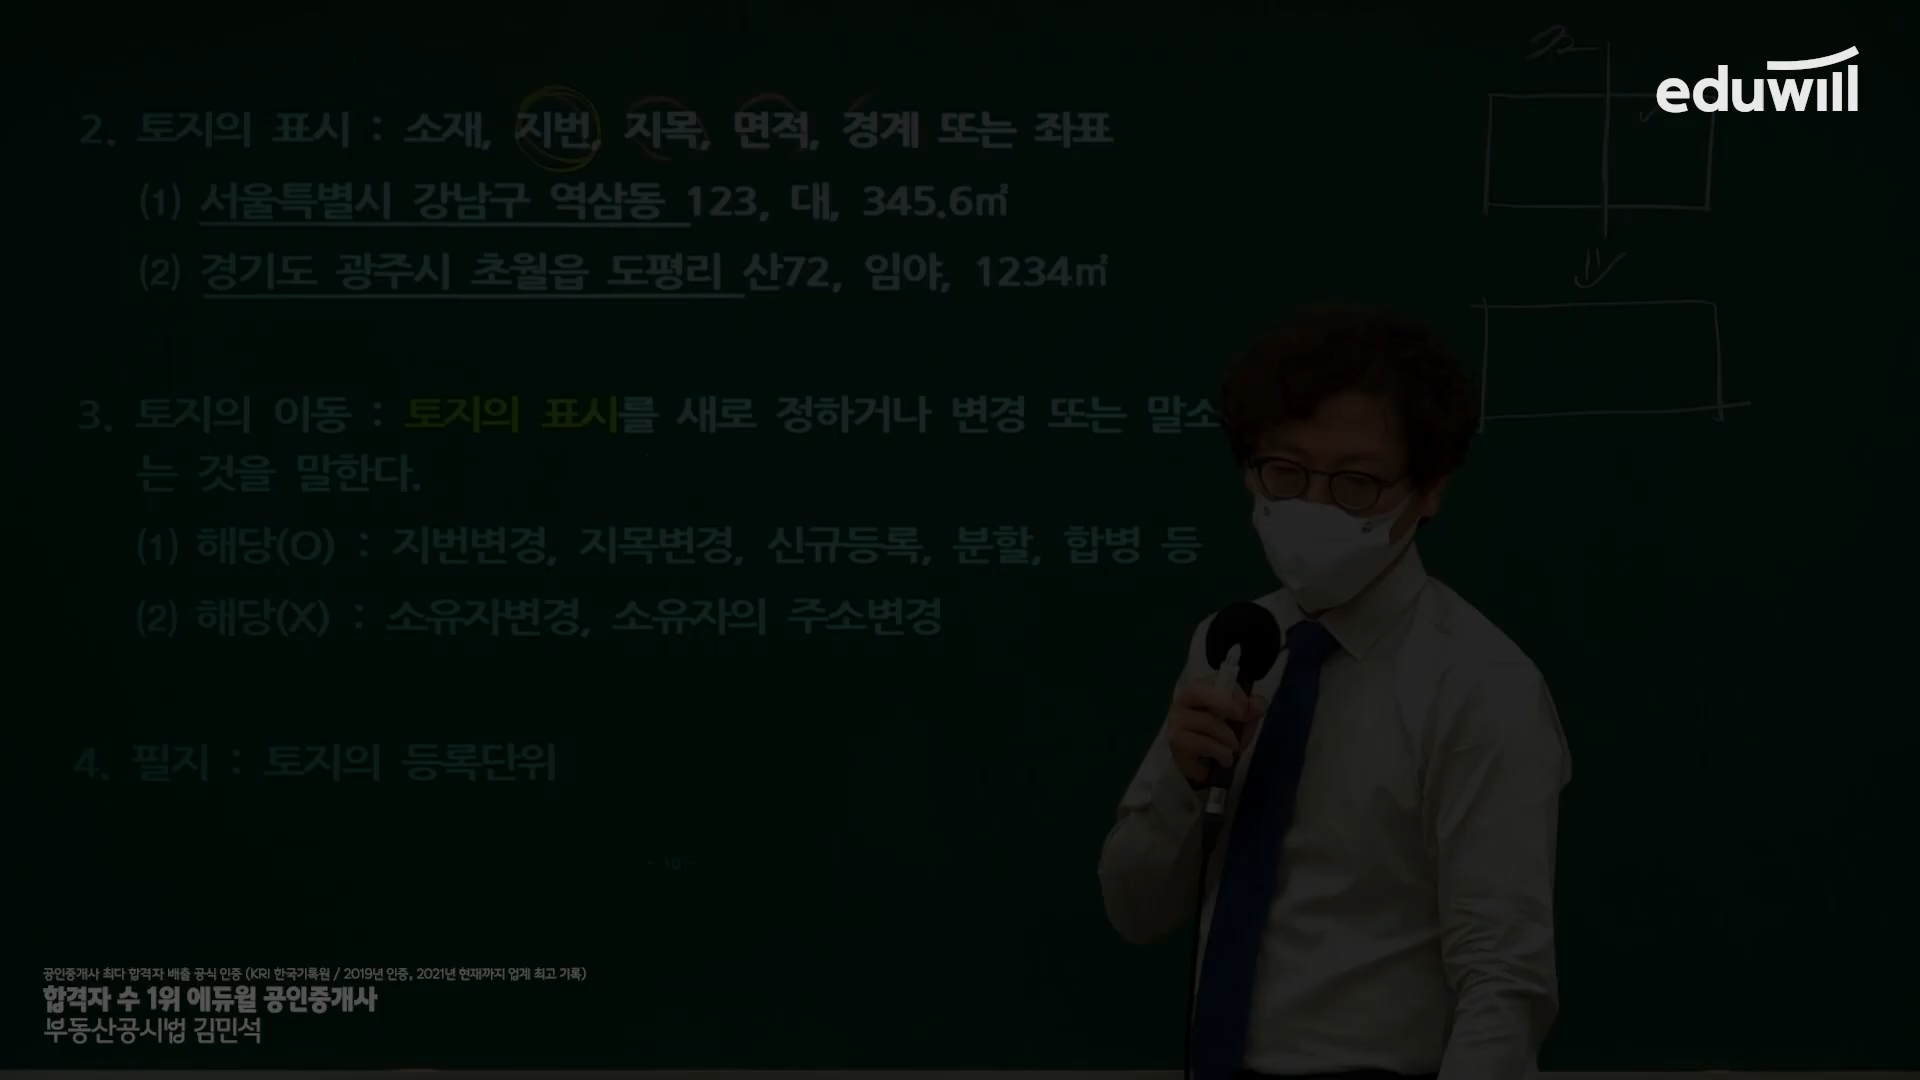 eduwill
2. 토지의 표시 : 소재, 지번, 지목, 면적, 경계 또는 좌표
(1) 서울특별시 강남구 역삼동 123, 대, 345.6㎡
(2) 경기도 광주시 초월읍 도평리 산72, 임야, 1234㎡
3. 토지의 이동 : 토지의 표시를 새로 정하거나 변경 또는 말소
는 것을 말한다.
(1) 해당(O) : 지번변경, 지목변경, 신규등록, 분할, 합병 등
(2) 해당(X) : 소유자변경, 소유자의 주소변경
4. 필지 : 토지의 등록단위
- 10 -
공인중개사 최다 합격자 배출 공식 인증 (KRI 한국기록원 / 2019년 인증, 2021년 현재까지 업계 최고 기록)
합격자 수 1위 에듀윌 공인중개사
부동산공시법 김민석